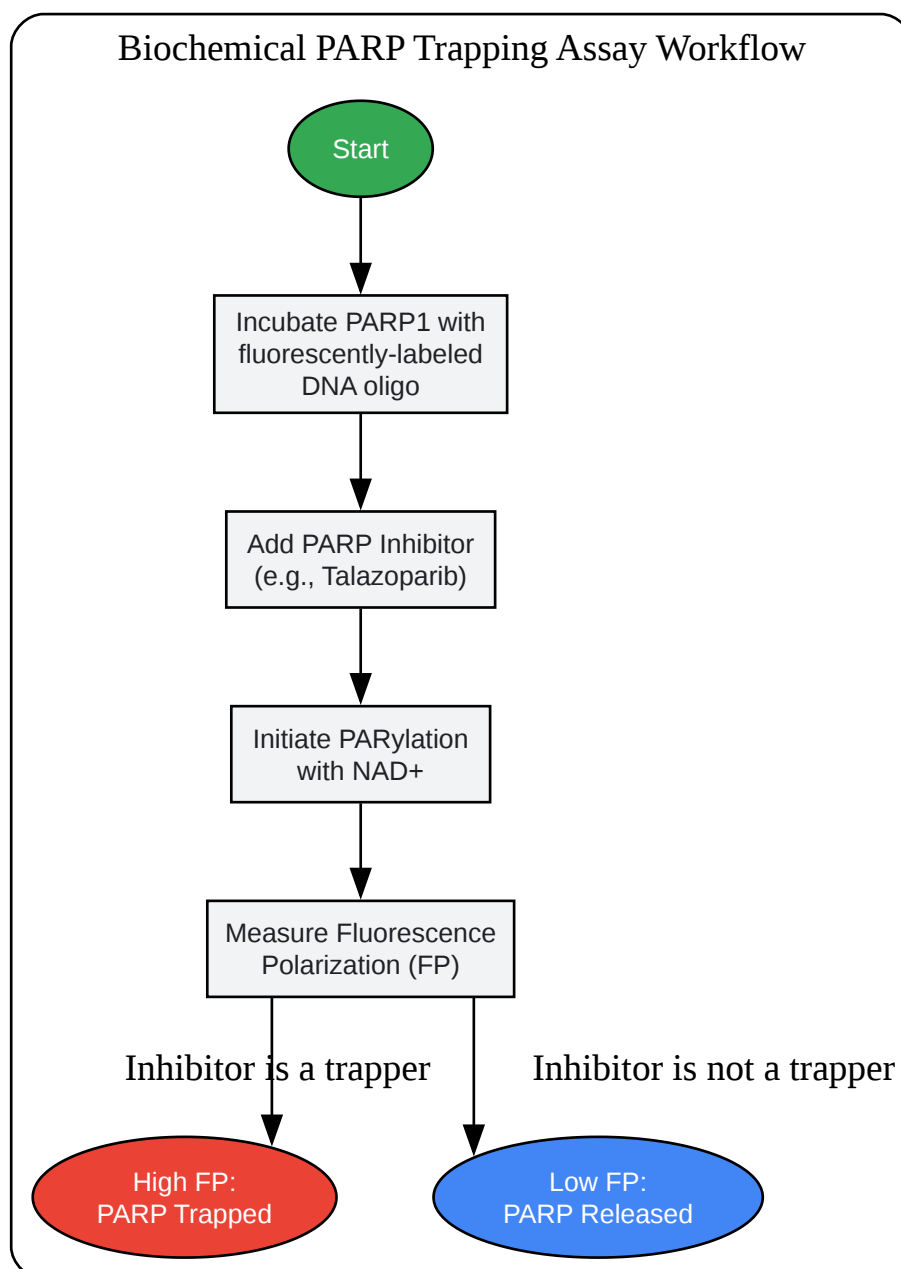 Biochemical PARP Trapping Assay Workflow
Start
Incubate PARP1 with
fluorescently-labeled
DNA oligo
Add PARP Inhibitor
(e.g., Talazoparib)
Initiate PARylation
with NAD+
Measure Fluorescence
Polarization (FP)
Inhibitor is a trapper
Inhibitor is not a trapper
High FP:
PARP Trapped
Low FP:
PARP Released